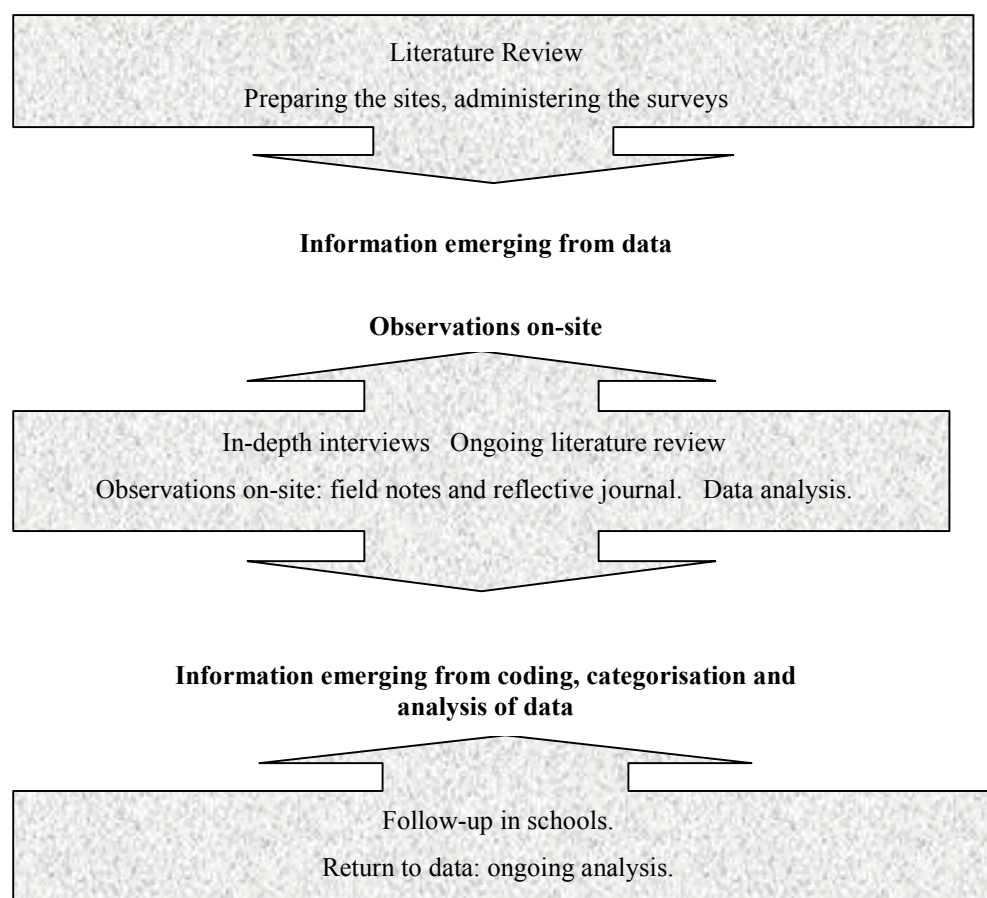 Literature Review
Preparing the sites, administering the surveys
Information emerging from data
Observations on-site
In-depth interviews   Ongoing literature review
Observations on-site: field notes and reflective journal.   Data analysis.
Information emerging from coding, categorisation and
analysis of data
Follow-up in schools.
Return to data: ongoing analysis.